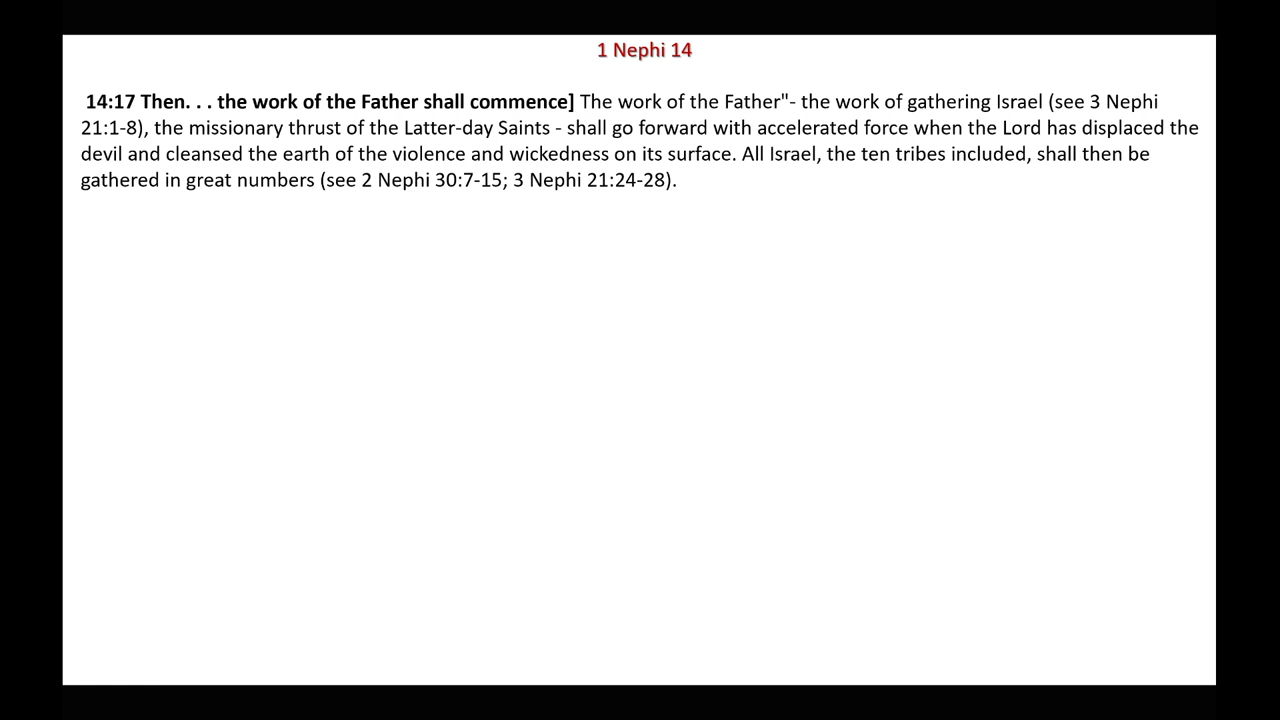 1 Nephi 14
14:17 Then. . . the work of the Father shall commence] The work of the Father"- the work of gathering Israel (see 3 Nephi
21:1-8), the missionary thrust of the Latter-day Saints - shall go forward with accelerated force when the Lord has displaced the
devil and cleansed the earth of the violence and wickedness on its surface. All Israel, the ten tribes included, shall then be
gathered in great numbers (see 2 Nephi 30:7-15; 3 Nephi 21:24-28).